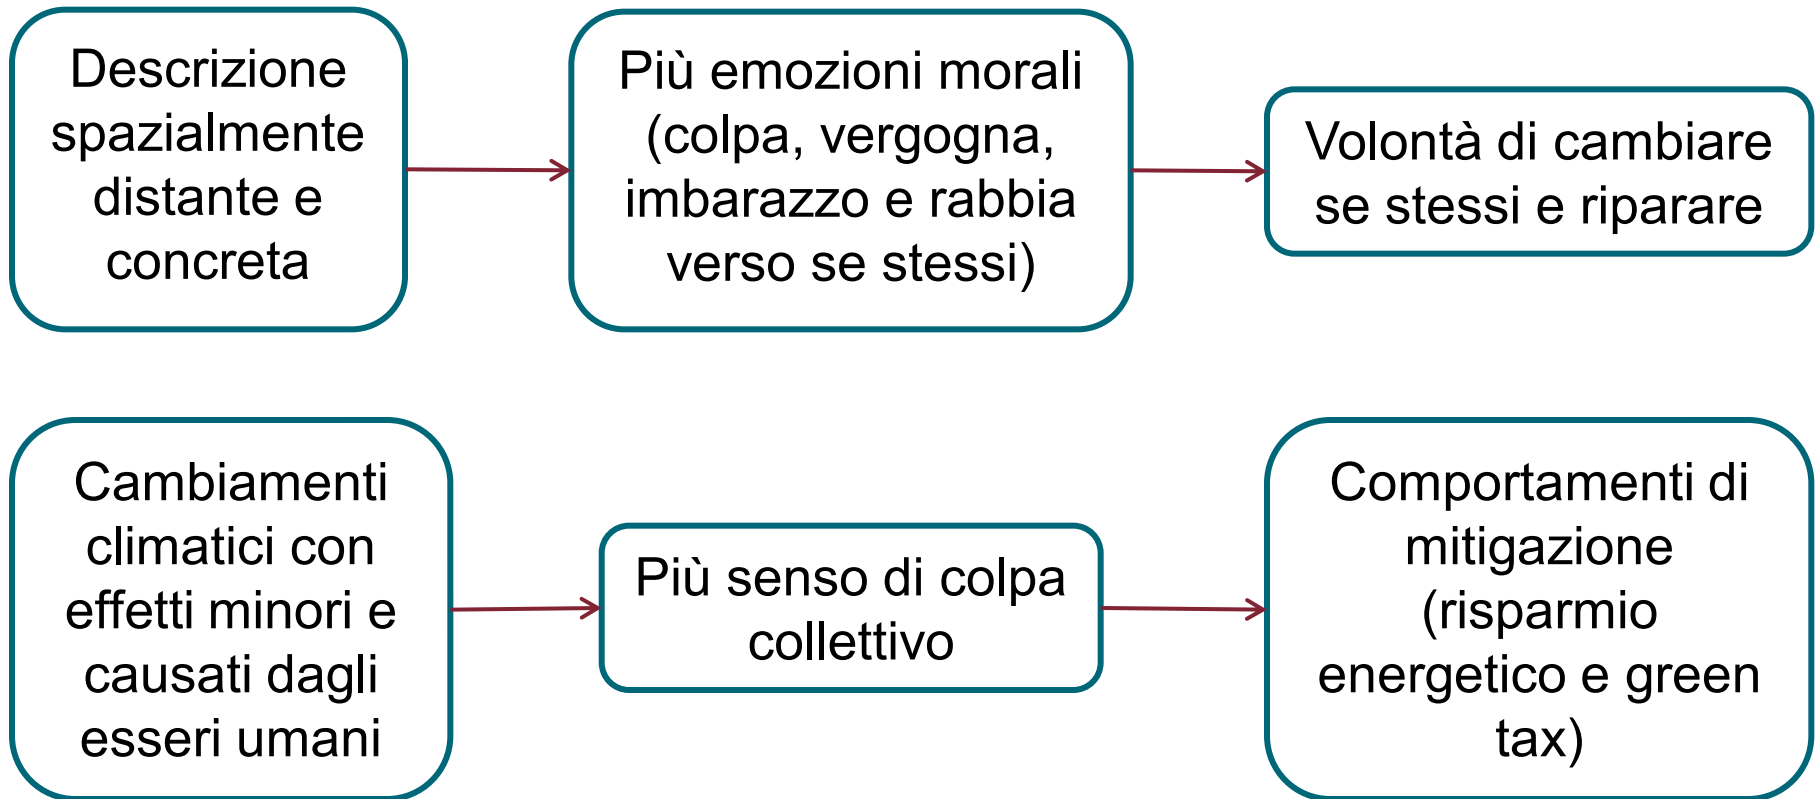 Descrizione
spazialmente
distante e
concreta
Più emozioni morali
(colpa, vergogna,
imbarazzo e rabbia
verso se stessi)
Volontà di cambiare
se stessi e riparare
Cambiamenti
climatici con
effetti minori e
causati dagli
esseri umani
Più senso di colpa
collettivo
Comportamenti di
mitigazione
(risparmio
energetico e green
tax)